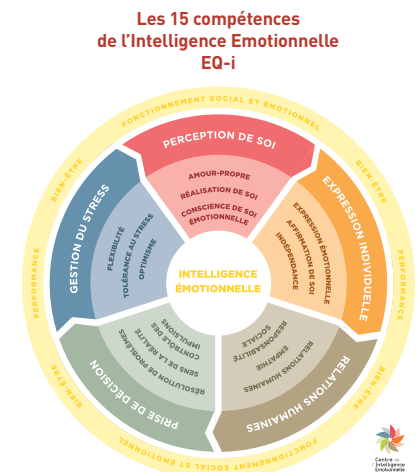 Les 15 compétences
de l'Intelligence Emotionnelle
EQ-i
FONCTIONNEMENT SOCIAL ET ÉMOTIONNEL
BIEN-ÊTRE
PERFORMANCE
BIEN-ÊTRE
FONCTIONNEMENT SOCIAL ET ÉMOTIONNEL
BIEN-ÊTRE
PERFORMANCE
BIEN-ÊTRE
PERCEPTION DE SOI
AMOUR-PROPRE
RÉALISATION DE SOI
CONSCIENCE DE SOI
ÉMOTIONNELLE
EXPRESSION INDIVIDUELLE
EXPRESSION ÉMOTIONNELLE
AFFIRMATION DE SOI
INDÉPENDANCE
RELATIONS HUMAINES
RELATIONS HUMAINES
EMPATHIE
RESPONSABILITÉ
SOCIALE
PRISE DE DÉCISION
RÉSOLUTION DE PROBLÈMES
SENS DE LA RÉALITÉ
CONTRÔLE DES
IMPULSIONS
GESTION DU STRESS
FLEXIBILITÉ
TOLÉRANCE AU STRESS
OPTIMISME
INTELLIGENCE
ÉMOTIONNELLE
Centre de
l'Intelligence
Emotionnelle